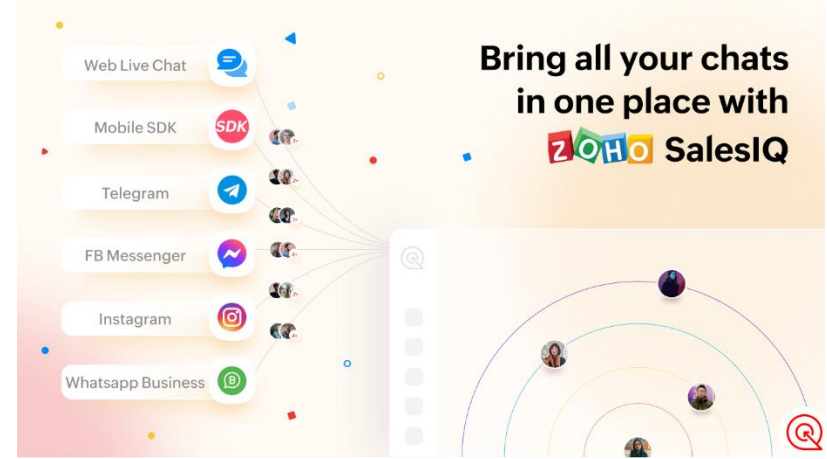 Web Live Chat
Mobile SDK
SDK
Telegram
FB Messenger
Instagram
Whatsapp Business
B
Bring all your chats
in one place with
ZOHO SalesIQ